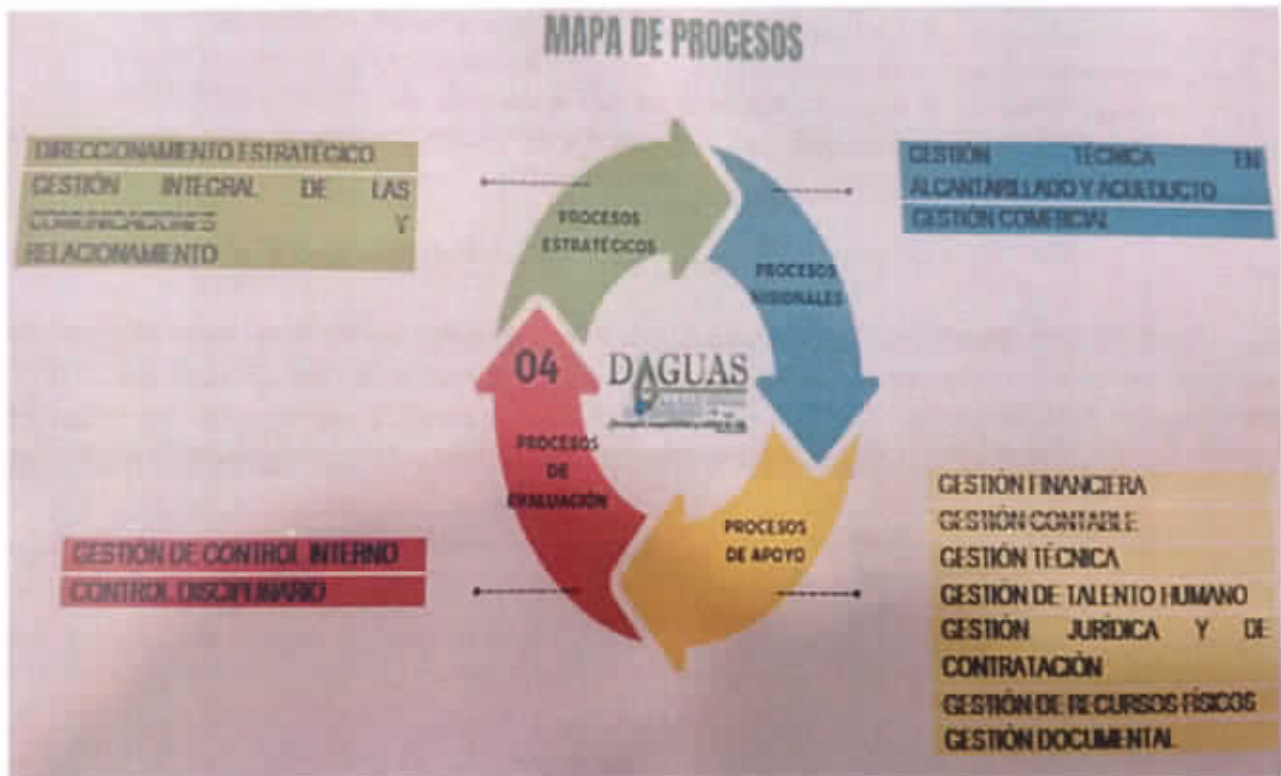 MAPA DE PROCESOS
DIRECCIONAMIENTO ESTRATÉGICO
GESTIÓN INTEGRAL DE LAS
COMUNICACIONES Y
RELACIONAMIENTO
PROCESOS
ESTRATÉGICOS
GESTIÓN TÉCNICA EN
ALCANTARILLADO Y ACUEDUCTO
GESTIÓN COMERCIAL
PROCESOS
MISIONALES
04
PROCESOS
DE
EVALUACIÓN
DAGUAS
PROCESOS
DE APOYO
GESTIÓN DE CONTROL INTERNO
CONTROL DISCIPLINARIO
GESTIÓN FINANCIERA
GESTIÓN CONTABLE
GESTIÓN TÉCNICA
GESTIÓN DE TALENTO HUMANO
GESTIÓN JURÍDICA Y DE
CONTRATACIÓN
GESTIÓN DE RECURSOS FÍSICOS
GESTIÓN DOCUMENTAL